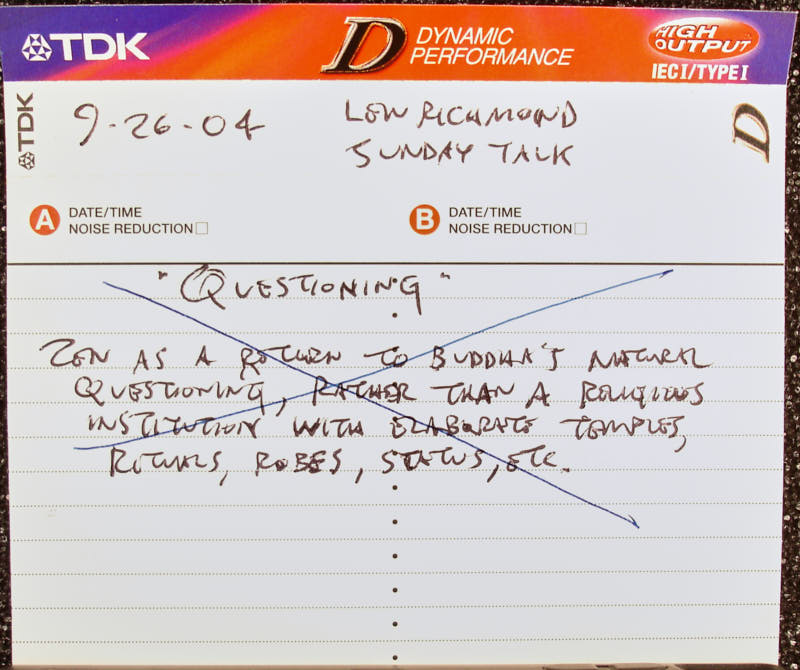 TDK
D DYNAMIC
PERFORMANCE
HIGH
OUTPUT
IEC I/TYPE I
TDK
9-26-04
LEW RICHMOND
SUNDAY TALK
D
A DATE/TIME
NOISE REDUCTION
B DATE/TIME
NOISE REDUCTION
"QUESTIONING"
ZEN AS A RETURN TO BUDDHA'S NATURAL
QUESTIONING, RATHER THAN A RELIGIOUS
INSTITUTION WITH ELABORATE TEMPLES,
RITUALS, ROBES, STATUS, ETC.